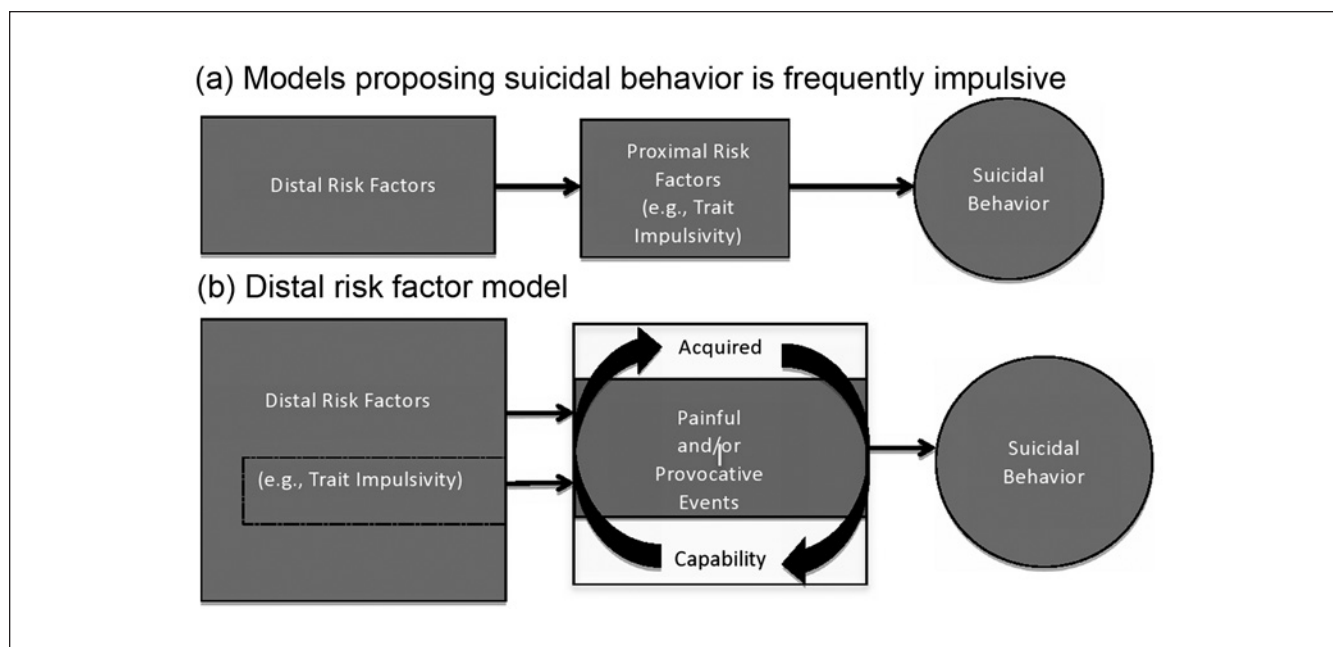 (a) Models proposing suicidal behavior is frequently impulsive
Distal Risk Factors
Proximal Risk
Factors
(e.g., Trait
Impulsivity)
Suicidal
Behavior
(b) Distal risk factor model
Distal Risk Factors
(e.g., Trait Impulsivity)
Acquired
Painful
and/or
Provocative
Events
Capability
Suicidal
Behavior